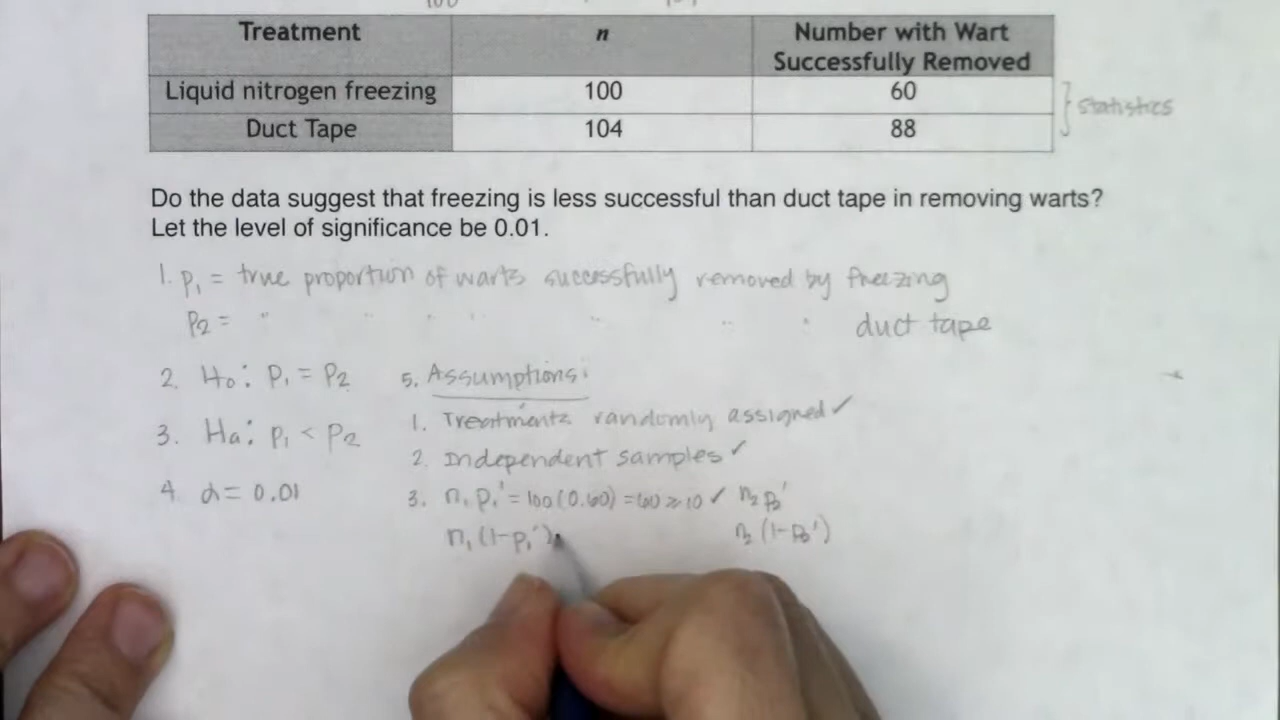 Treatment n Number with Wart Successfully Removed
Liquid nitrogen freezing 100 60
Duct Tape 104 88
} statistics
Do the data suggest that freezing is less successful than duct tape in removing warts?
Let the level of significance be 0.01.
1. p₁ = true proportion of warts successfully removed by freezing
p₂ = " " " " " " " duct tape
2. H₀: p₁ = p₂
3. Ha: p₁ < p₂
4. α = 0.01
5. Assumptions:
1. Treatments randomly assigned ✓
2. Independent samples ✓
3. n₁p₁' = 100(0.60) = 60 ≥ 10 ✓ n₂p₂'
n₁(1-p₁') n₂(1-p₂')